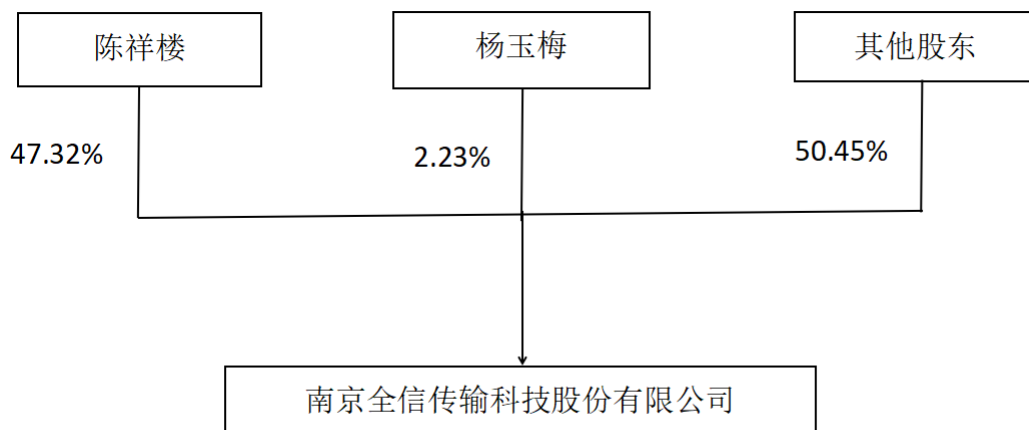 陈祥楼
杨玉梅
其他股东
47.32%
2.23%
50.45%
南京全信传输科技股份有限公司